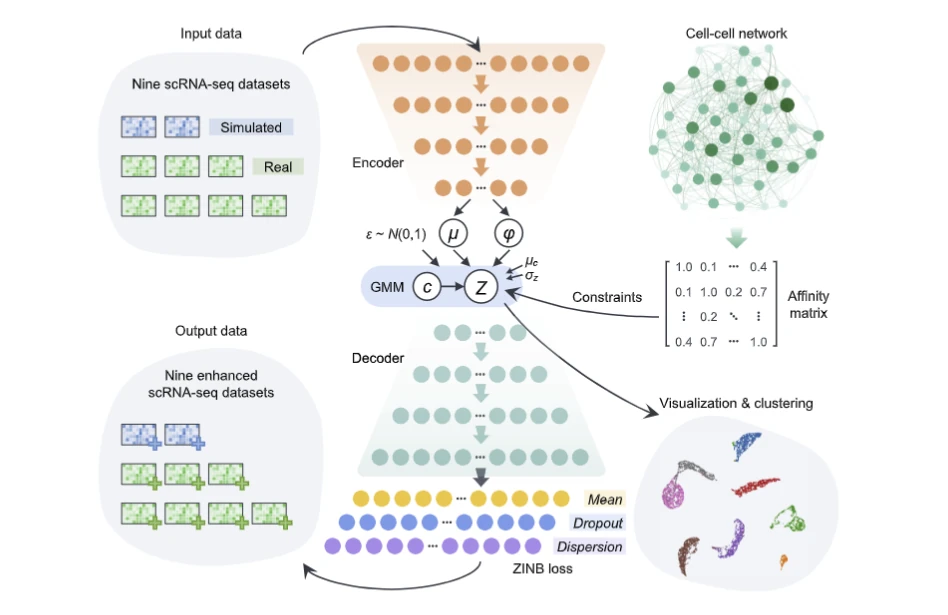 Input data
Nine scRNA-seq datasets
Simulated
Real
Encoder
ε ~ N(0,1)
μ
φ
GMM
c
Z
μc
σz
Cell-cell network
1.0 0.1 ··· 0.4
0.1 1.0 0.2 0.7
⋮ 0.2 ⋱ ⋮
0.4 0.7 ··· 1.0
Affinity
matrix
Constraints
Output data
Nine enhanced
scRNA-seq datasets
Decoder
Mean
Dropout
Dispersion
ZINB loss
Visualization & clustering